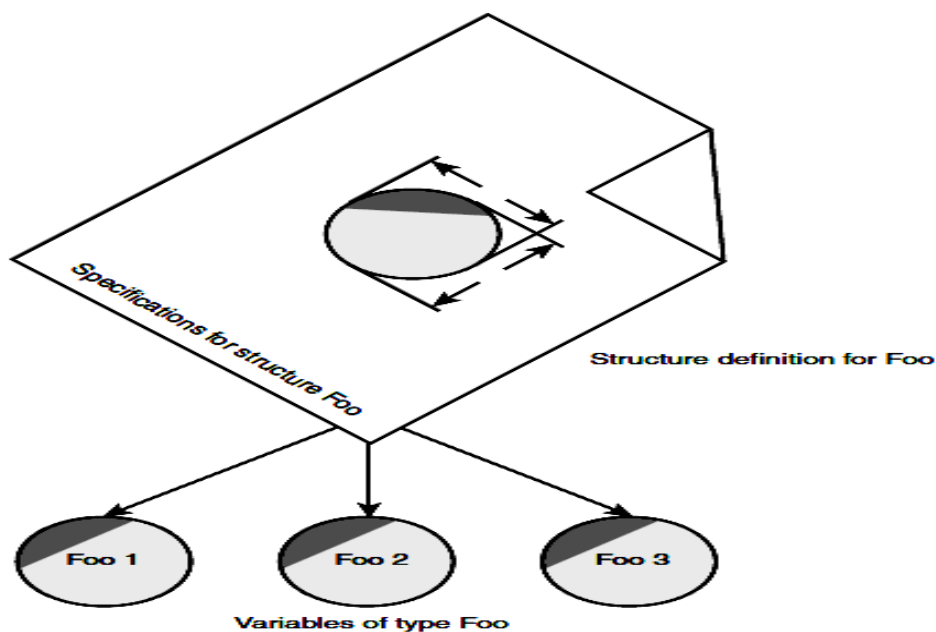 Specifications for structure Foo
Structure definition for Foo
Foo 1
Foo 2
Foo 3
Variables of type Foo